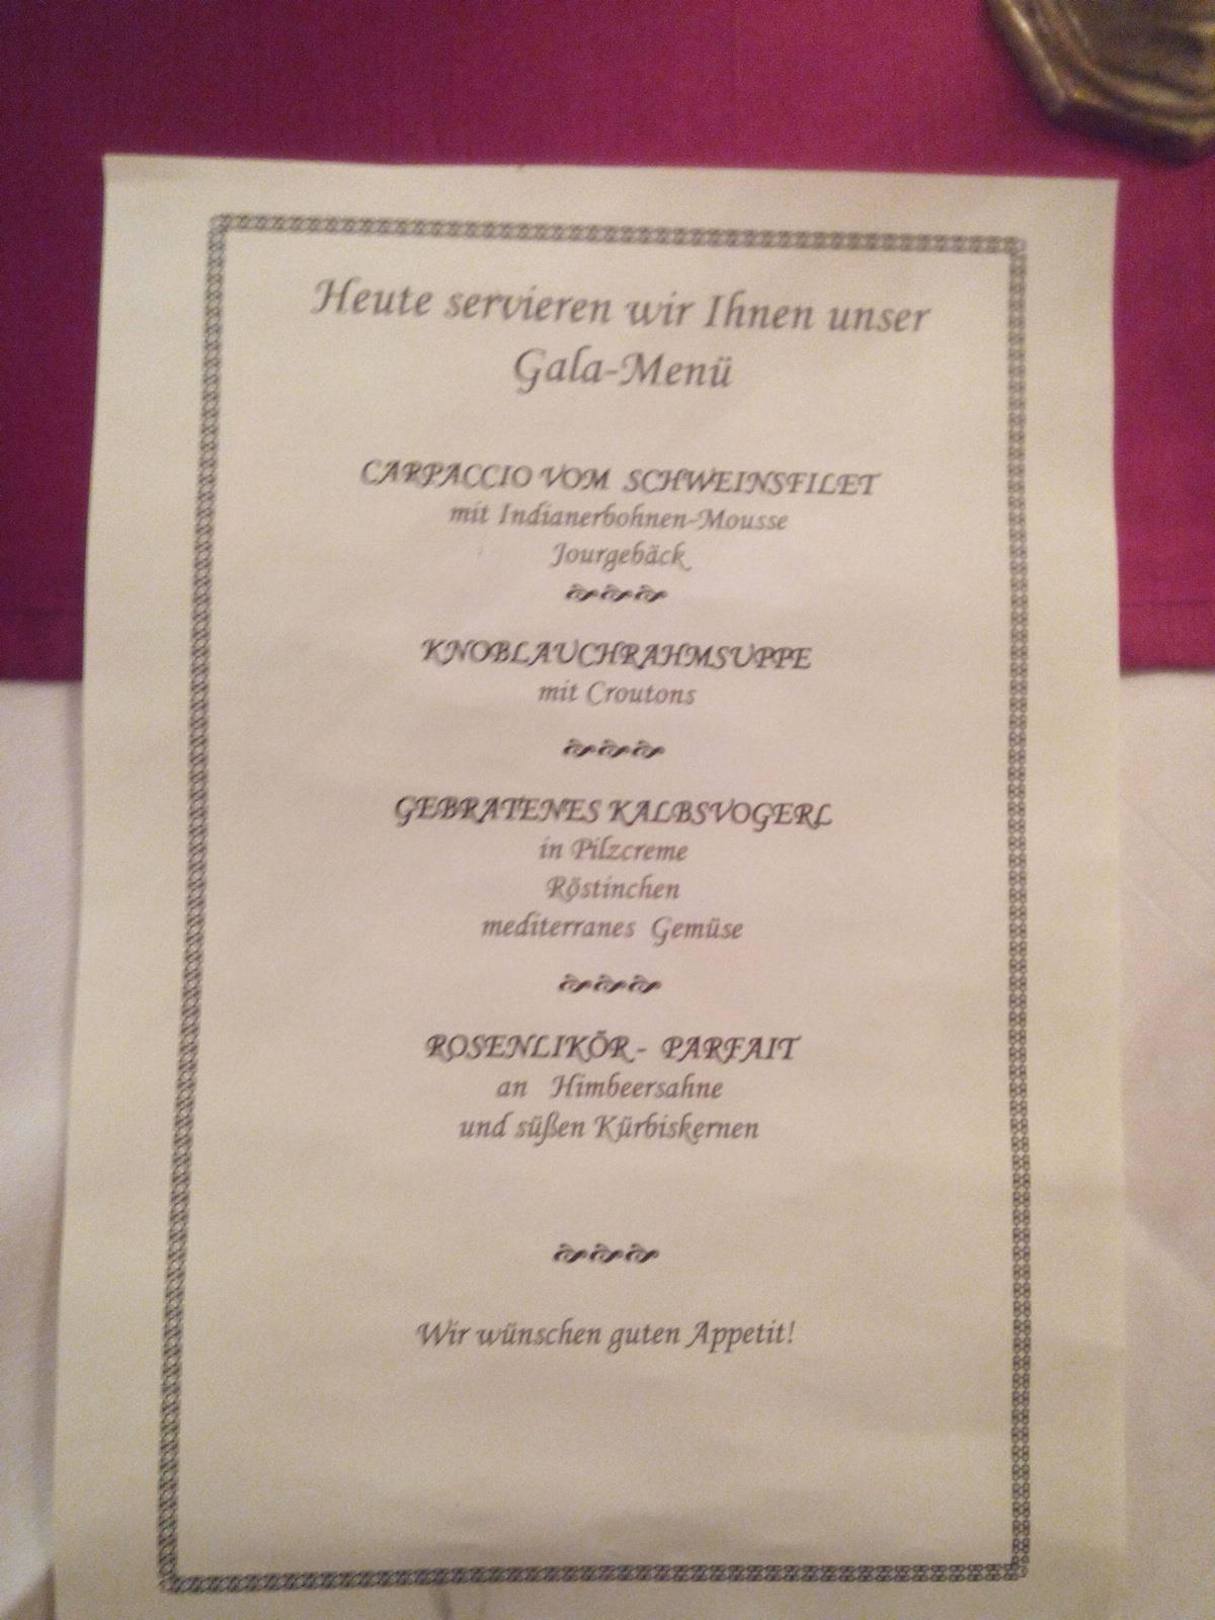 Heute servieren wir Ihnen unser
Gala-Menü
CARPACCIO VOM SCHWEINSFILET
mit Indianerbohnen-Mousse
Jourgebäck
KNOBLAUCHRAHMSUPPE
mit Croutons
GEBRATENES KALBSVOGERL
in Pilzcreme
Röstinchen
mediterranes Gemüse
ROSENLIKÖR - PARFAIT
an Himbeersahne
und süßen Kürbiskernen
Wir wünschen guten Appetit!